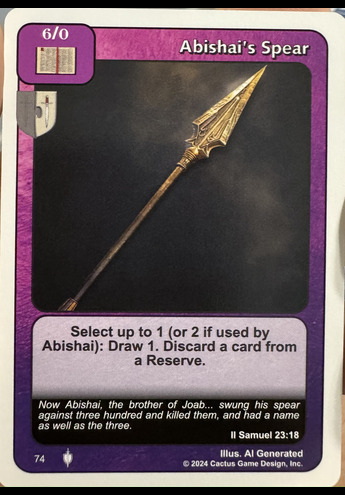 6/0
Abishai's Spear
Select up to 1 (or 2 if used by
Abishai): Draw 1. Discard a card from
a Reserve.
Now Abishai, the brother of Joab... swung his spear
against three hundred and killed them, and had a name
as well as the three.
II Samuel 23:18
74
Illus. AI Generated
© 2024 Cactus Game Design, Inc.